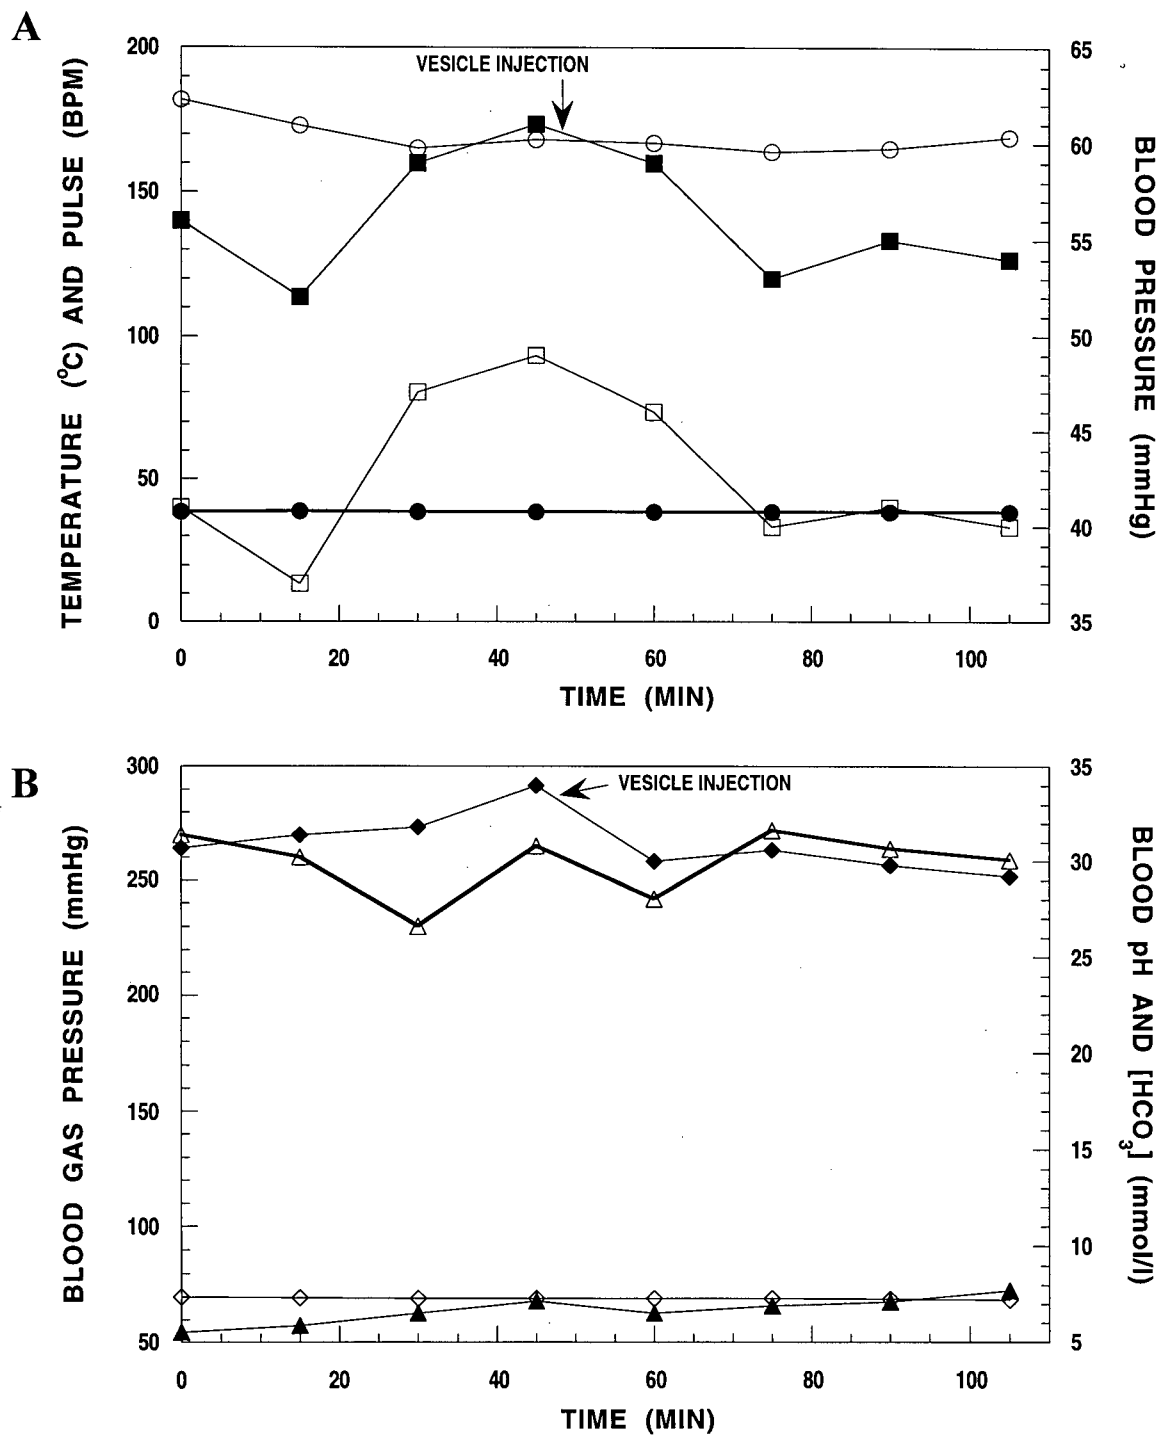 A
200
150
100
50
0
TEMPERATURE (°C) AND PULSE (BPM)
VESICLE INJECTION
65
60
55
50
45
40
35
BLOOD PRESSURE (mmHg)
0 20 40 60 80 100
TIME (MIN)
B
300
250
200
150
100
50
BLOOD GAS PRESSURE (mmHg)
VESICLE INJECTION
35
30
25
20
15
10
5
BLOOD pH AND [HCO₃] (mmol/l)
0 20 40 60 80 100
TIME (MIN)